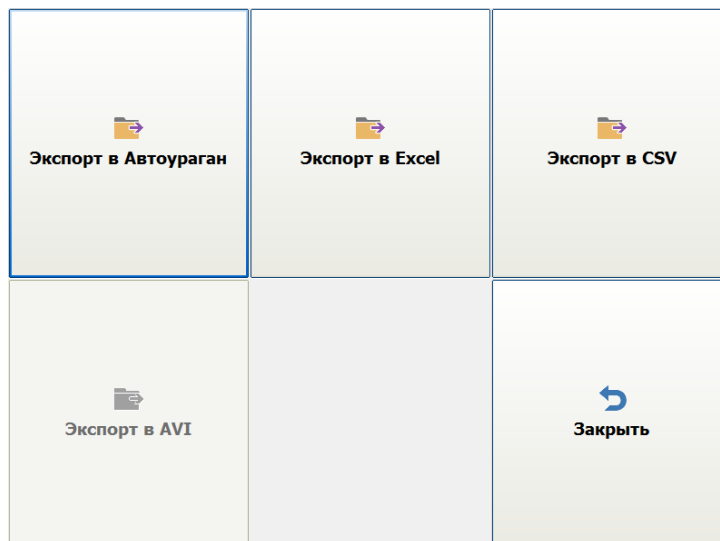 Экспорт в Автоураган
Экспорт в Excel
Экспорт в CSV
Экспорт в AVI
Закрыть